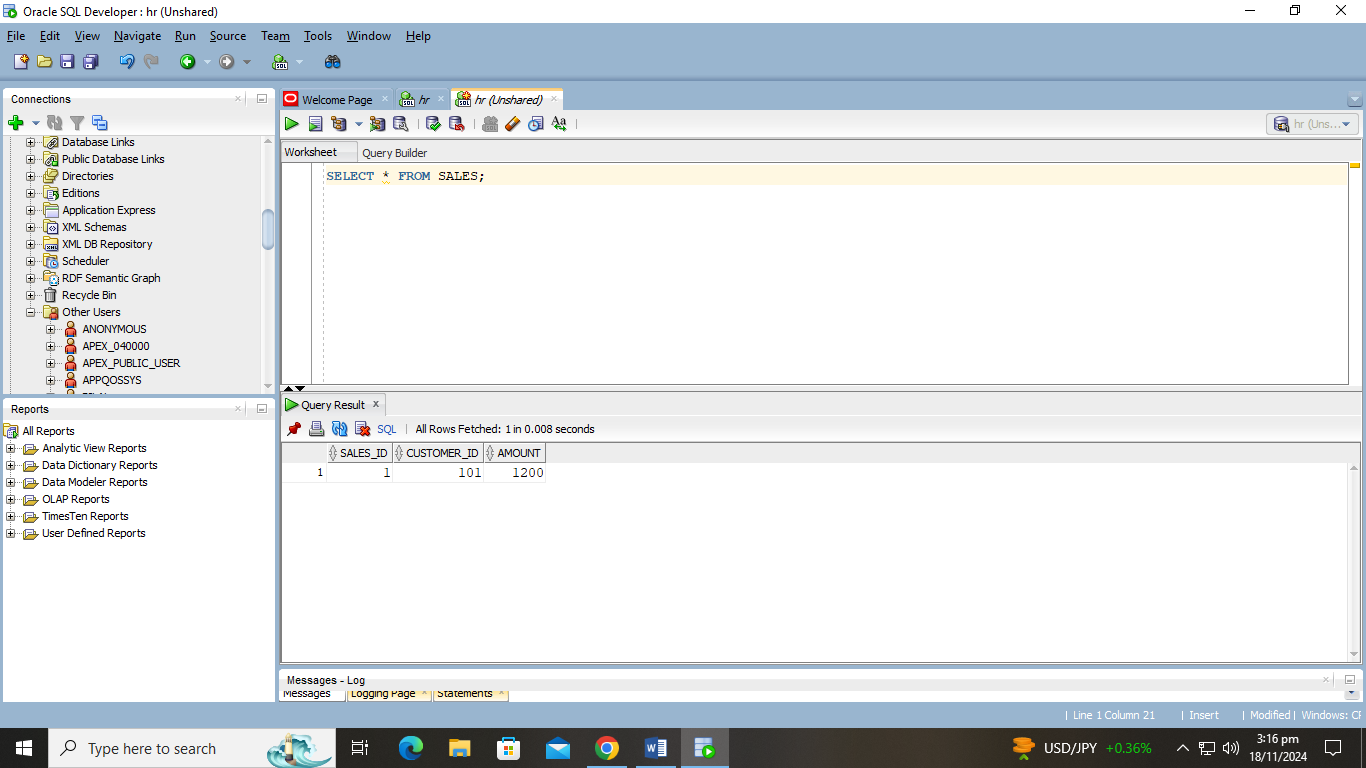 Oracle SQL Developer : hr (Unshared)
File Edit View Navigate Run Source Team Tools Window Help
Connections
Database Links
Public Database Links
Directories
Editions
Application Express
XML Schemas
XML DB Repository
Scheduler
RDF Semantic Graph
Recycle Bin
Other Users
ANONYMOUS
APEX_040000
APEX_PUBLIC_USER
APPQOSSYS
Reports
All Reports
Analytic View Reports
Data Dictionary Reports
Data Modeler Reports
OLAP Reports
TimesTen Reports
User Defined Reports
Welcome Page hr hr (Unshared)
Aa hr (Uns...
Worksheet Query Builder
SELECT * FROM SALES;
Query Result x
SQL | All Rows Fetched: 1 in 0.008 seconds
SALES_ID CUSTOMER_ID AMOUNT
1 1 101 1200
Messages - Log
Messages Logging Page Statements
| Line 1 Column 21 | Insert | Modified | Windows: CF
Type here to search
USD/JPY +0.36%
3:16 pm
18/11/2024